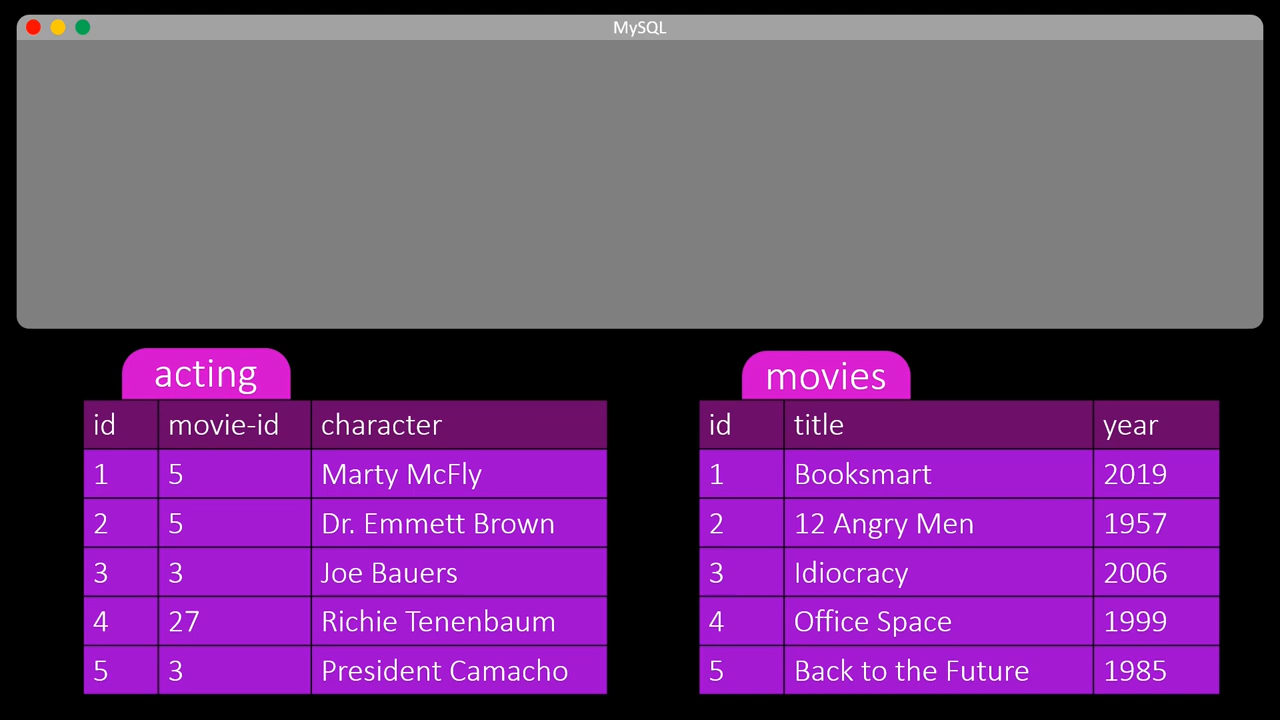 MySQL
acting
id movie-id character
1 5 Marty McFly
2 5 Dr. Emmett Brown
3 3 Joe Bauers
4 27 Richie Tenenbaum
5 3 President Camacho
movies
id title year
1 Booksmart 2019
2 12 Angry Men 1957
3 Idiocracy 2006
4 Office Space 1999
5 Back to the Future 1985